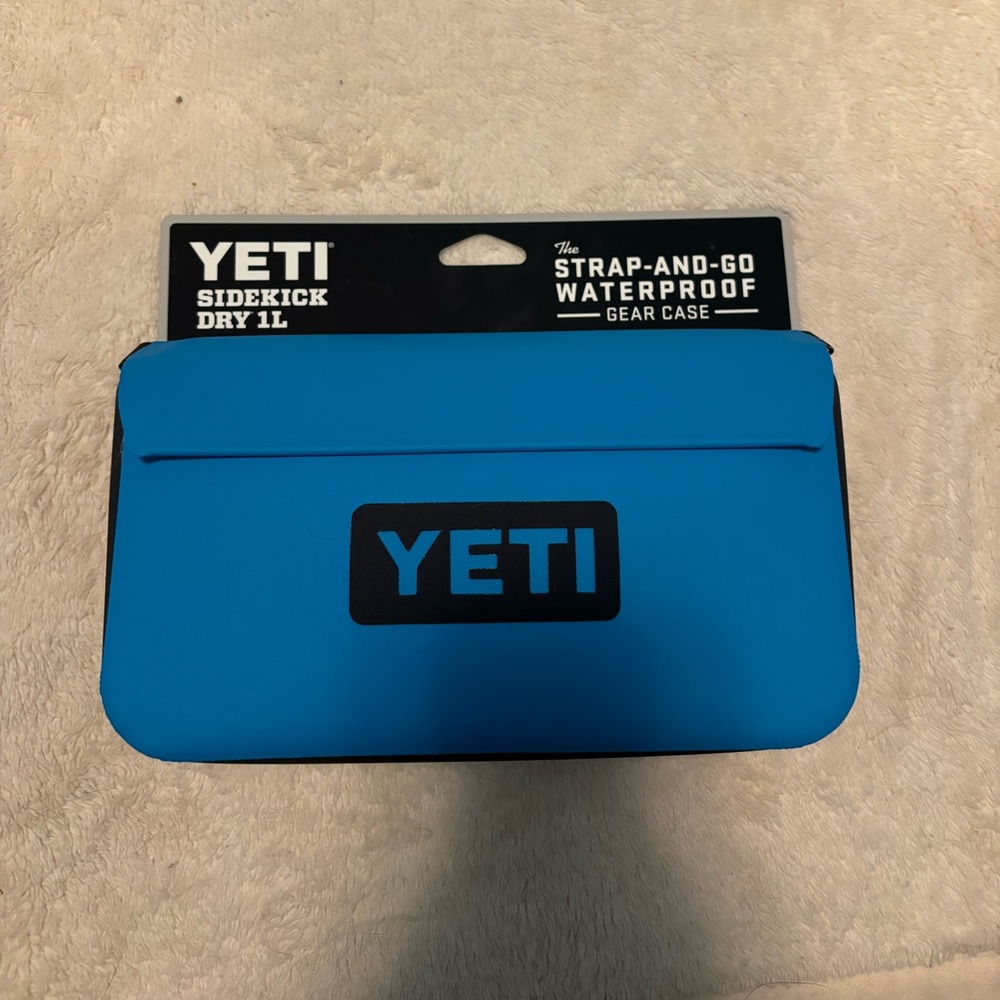 YETI
SIDEKICK
DRY 1L
The
STRAP-AND-GO
WATERPROOF
GEAR CASE
YETI